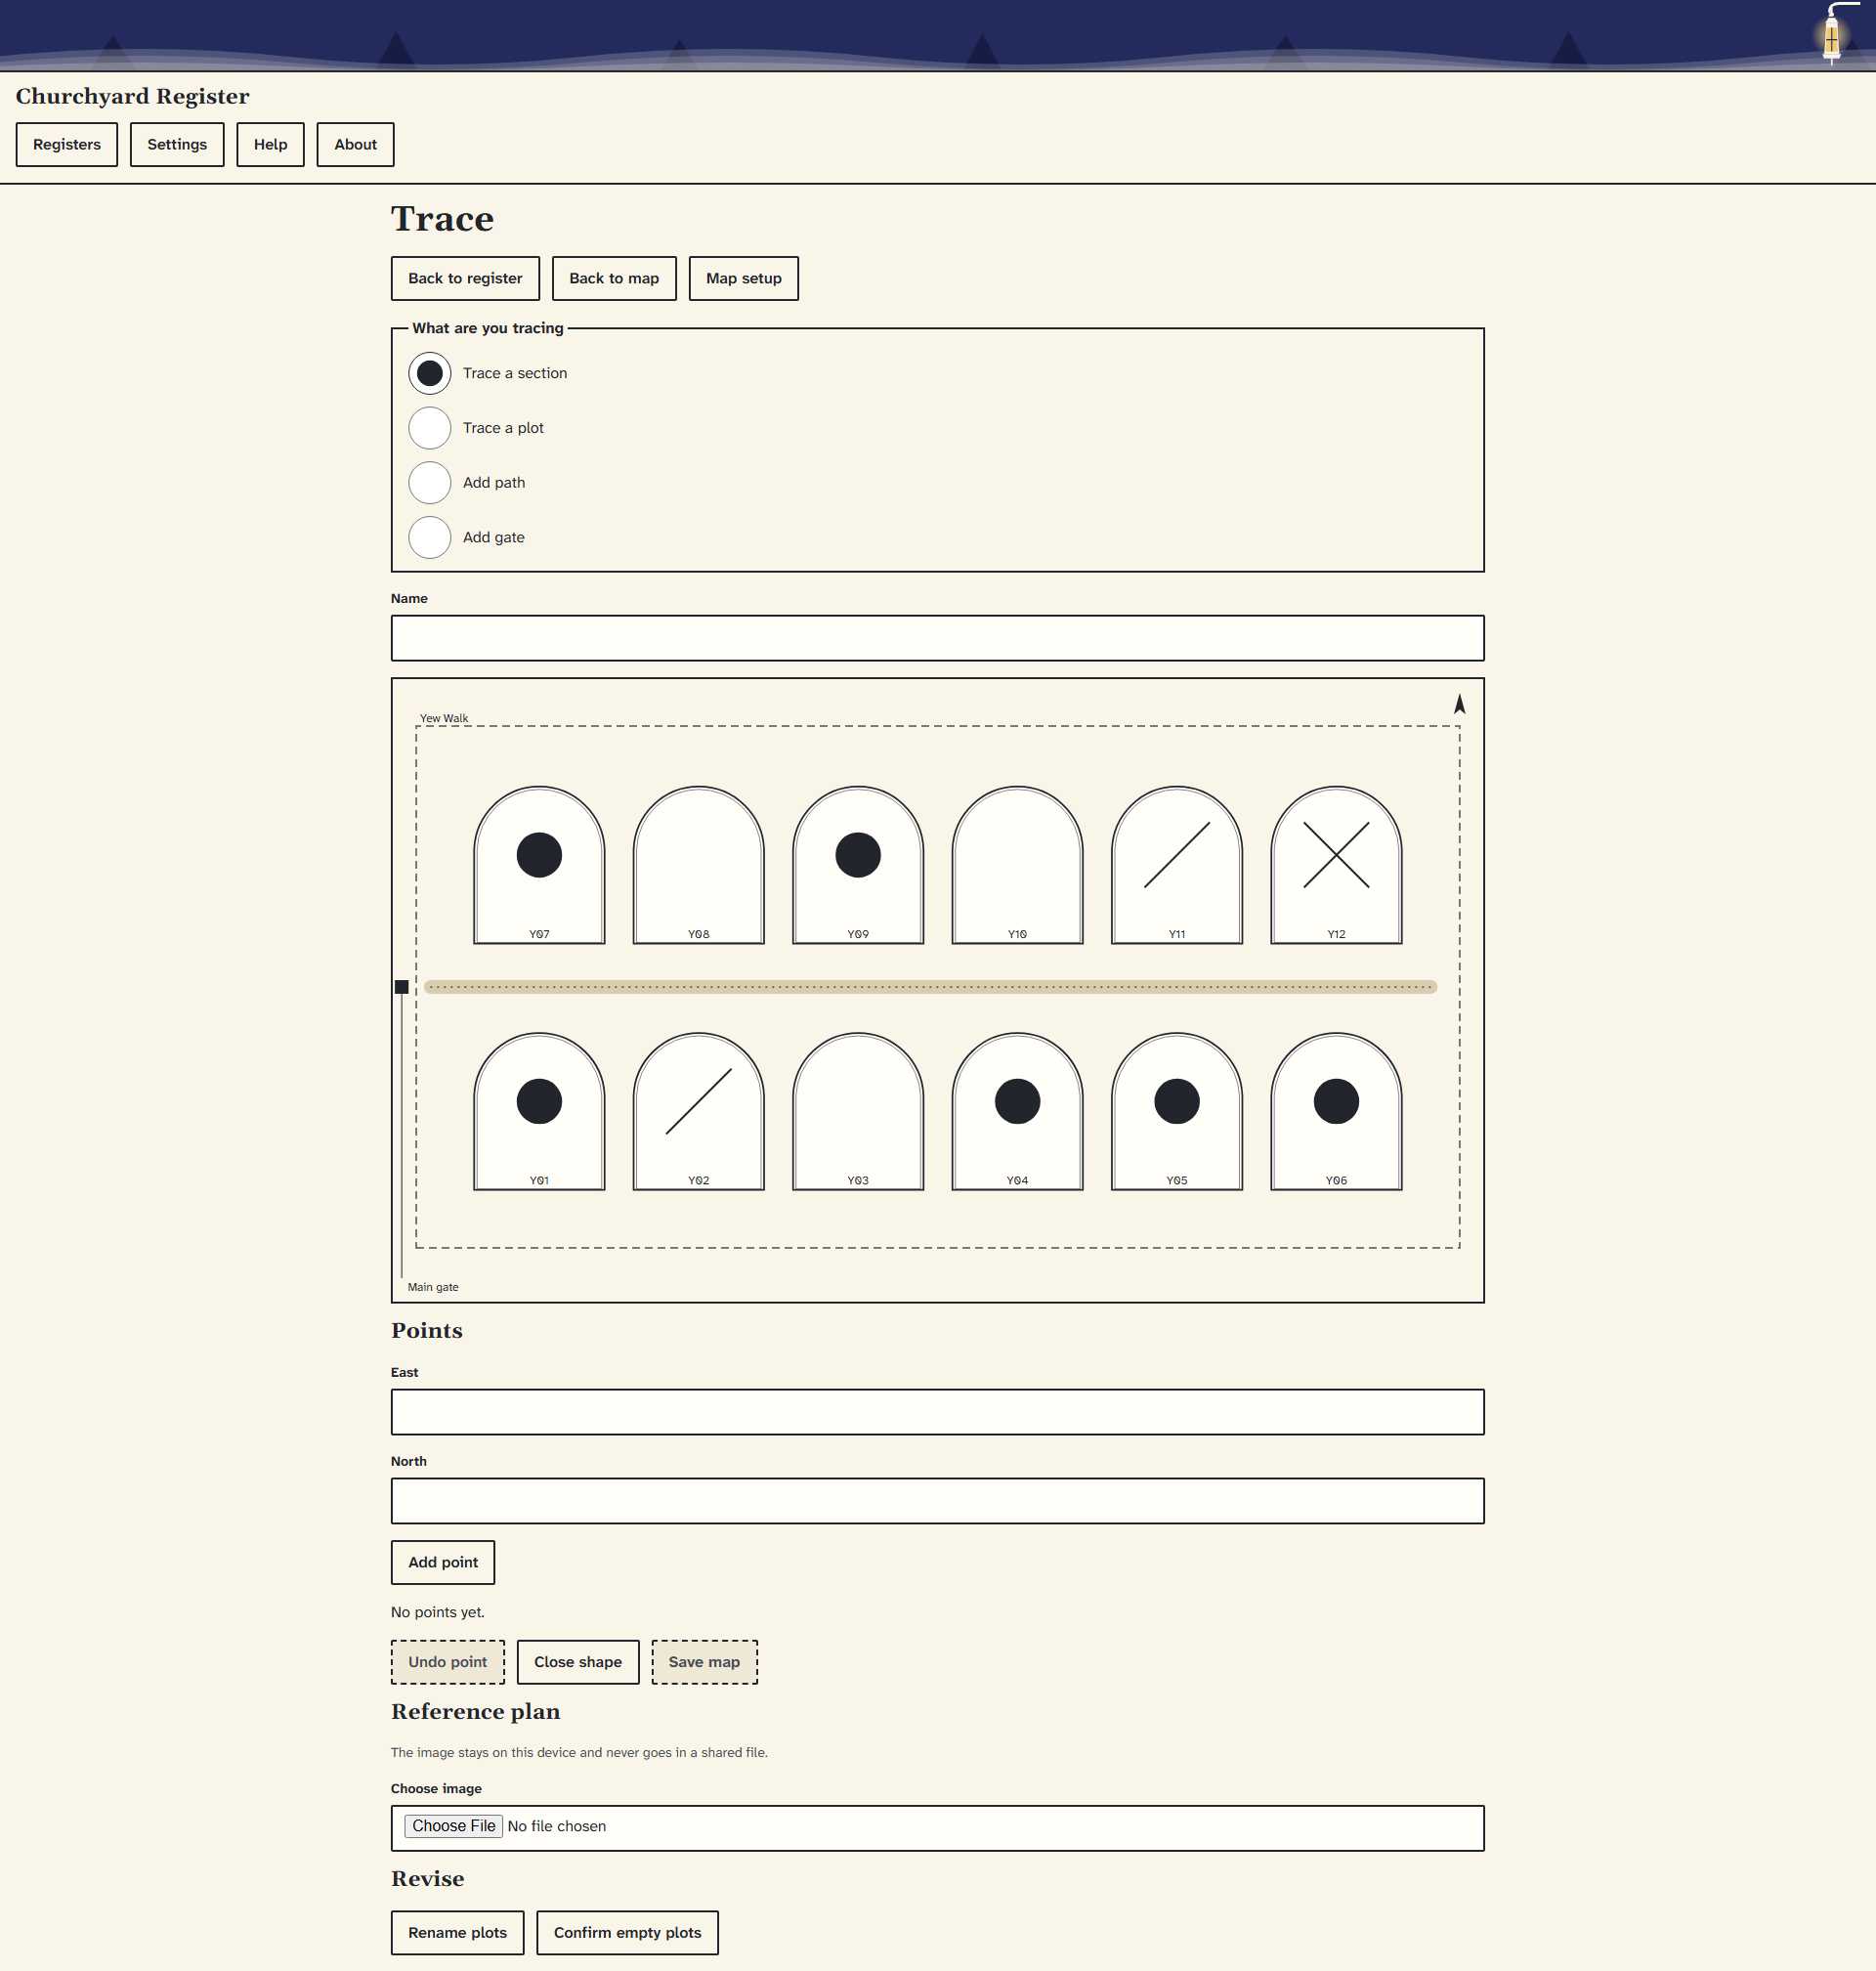 Churchyard Register
Registers Settings Help About
Trace
Back to register Back to map Map setup
What are you tracing
Trace a section
Trace a plot
Add path
Add gate
Name
Yew Walk
Y07 Y08 Y09 Y10 Y11 Y12
Y01 Y02 Y03 Y04 Y05 Y06
Main gate
Points
East
North
Add point
No points yet.
Undo point Close shape Save map
Reference plan
The image stays on this device and never goes in a shared file.
Choose image
Choose File No file chosen
Revise
Rename plots Confirm empty plots